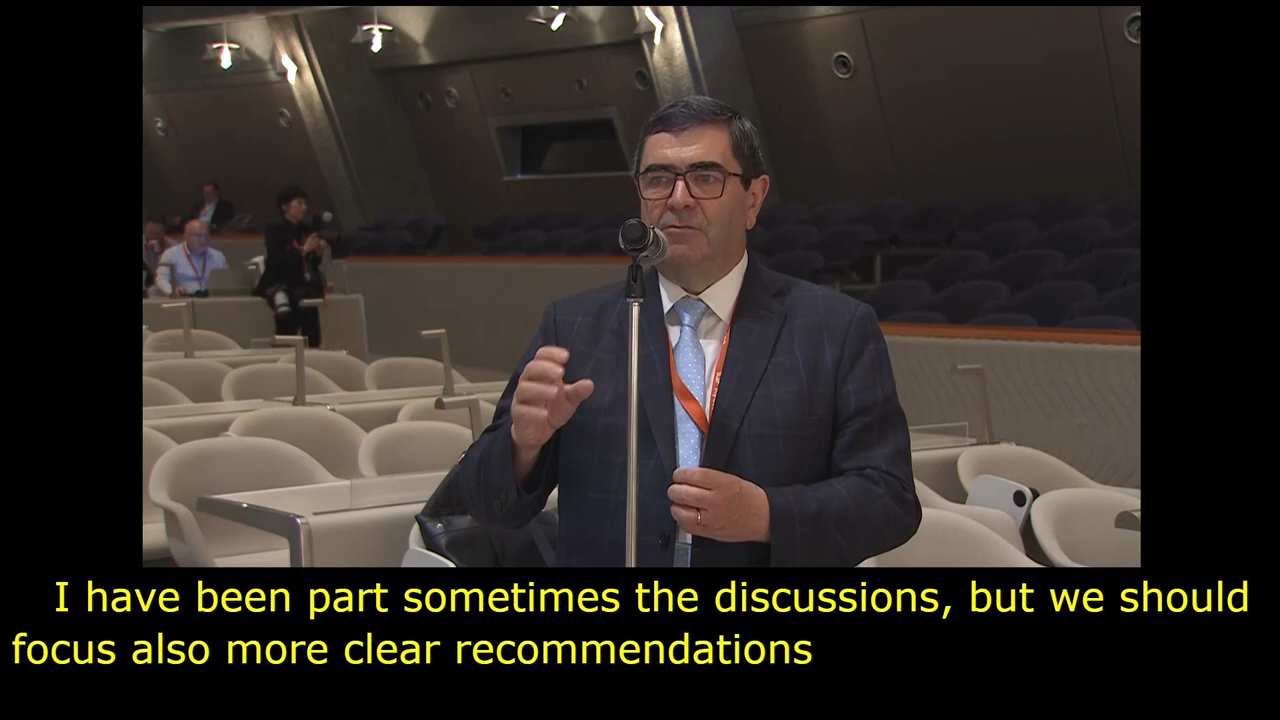 I have been part sometimes the discussions, but we should
focus also more clear recommendations